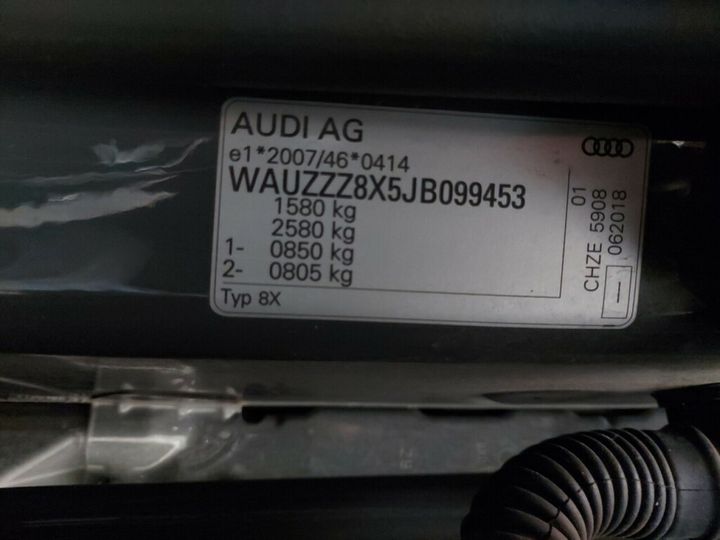 AUDI AG
e1*2007/46*0414
WAUZZZ8X5JB099453
1580 kg
2580 kg
1- 0850 kg
2- 0805 kg
Typ 8X
01
CHZE 5908
062018